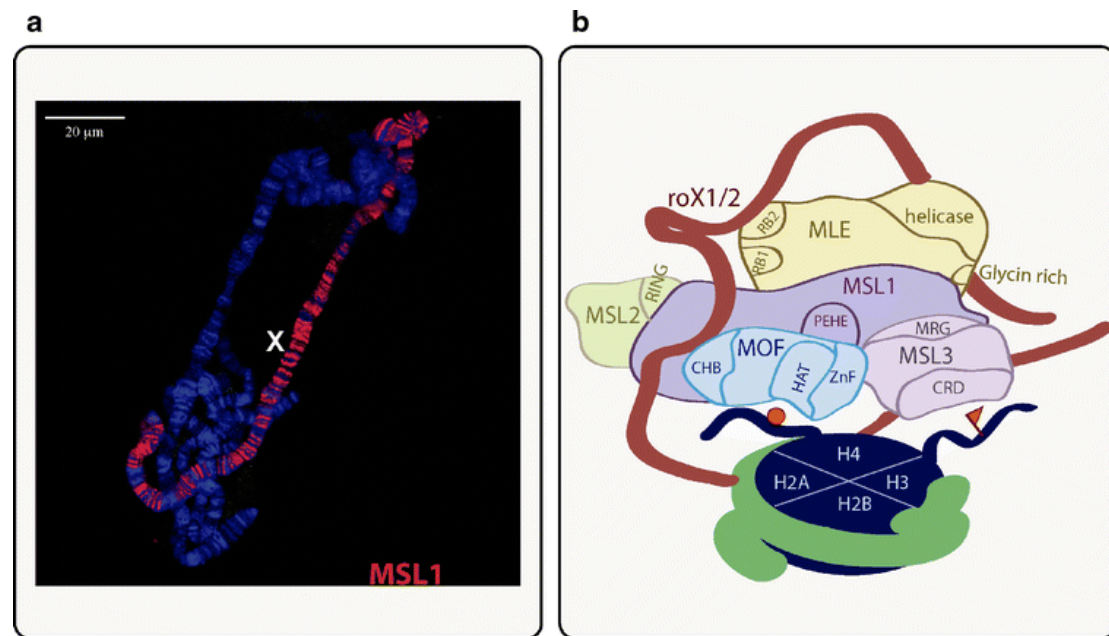 a
20 μm
X
MSL1
b
roX1/2
RB2
RB1
MLE
helicase
Glycin rich
MSL2
RING
MSL1
PEHE
MRG
MSL3
CRD
CHB
MOF
HAT
ZnF
H4
H2A
H3
H2B